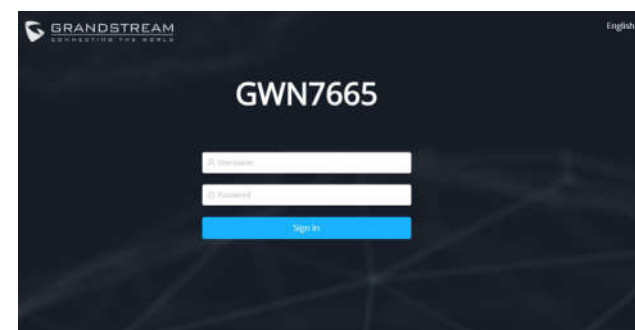 GRANDSTREAM
CONNECTING THE WORLD
English
GWN7665
Username
Password
Sign In